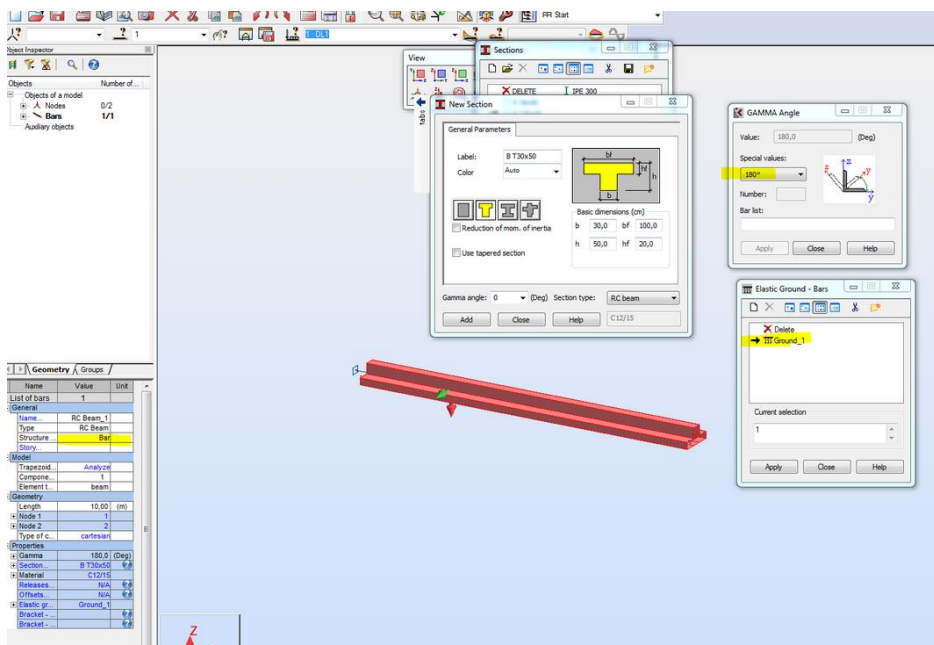 FR Start
1
1 : DL1
Object Inspector
Objects Number of...
Objects of a model
Nodes 0/2
Bars 1/1
Auxiliary objects
View
tabs
Sections
DELETE IPE 300
New Section
General Parameters
Label: B T30x50
Color Auto
bf
hf
h
b
Basic dimensions (cm)
b 30,0 bf 100,0
h 50,0 hf 20,0
Reduction of mom. of inertia
Use tapered section
Gamma angle: 0 (Deg) Section type: RC beam
Add Close Help C12/15
GAMMA Angle
Value: 180,0 (Deg)
Special values:
180°
z z y y
Number:
Bar list:
Apply Close Help
Elastic Ground - Bars
Delete
Ground_1
Current selection
1
Apply Close Help
Geometry Groups
Name Value Unit
List of bars 1
General
Name... RC Beam_1
Type RC Beam
Structure ... Bar
Story...
Model
Trapezoid... Analyze
Compone... 1
Element t... beam
Geometry
Length 10,00 (m)
Node 1 1
Node 2 2
Type of c... cartesian
Properties
Gamma 180,0 (Deg)
Section... B T30x50
Material C12/15
Releases... N/A
Offsets... N/A
Elastic gr... Ground_1
Bracket - ...
Bracket - ...
Z